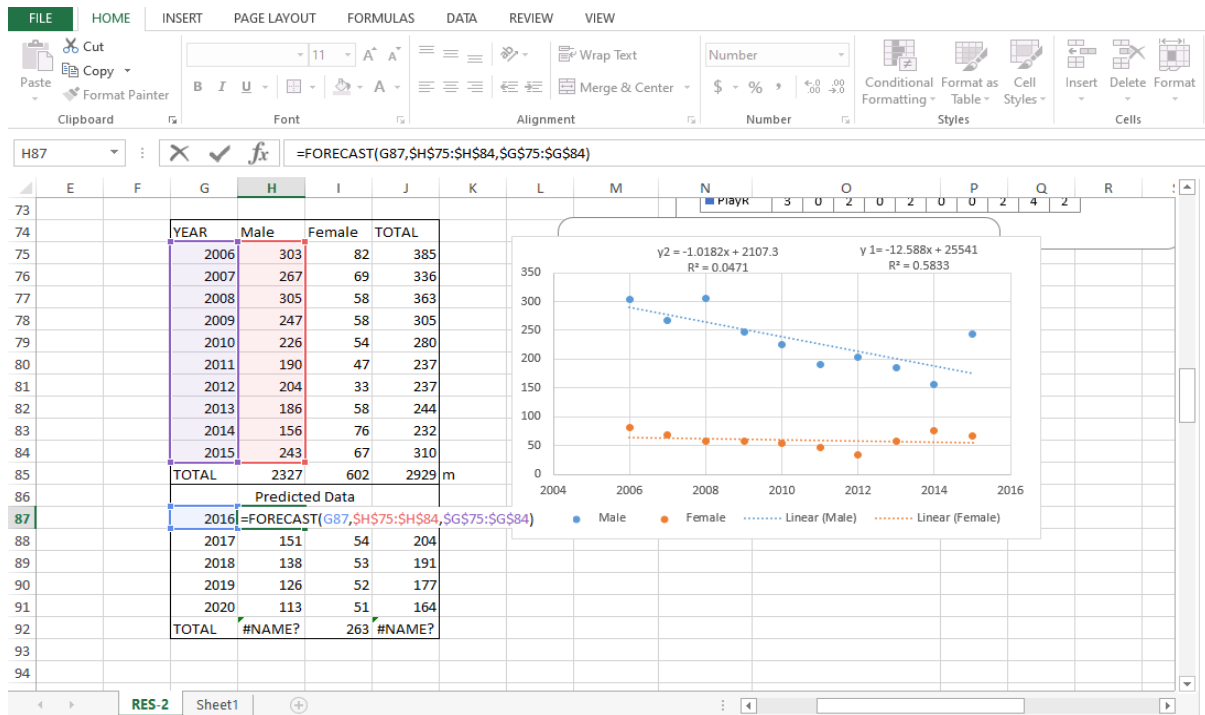 FILE HOME INSERT PAGE LAYOUT FORMULAS DATA REVIEW VIEW
Cut
Copy
Format Painter
Paste
Clipboard
11 A A
B I U A
Font
Wrap Text
Merge & Center
Alignment
Number
$ % , .00 .00
Number
Conditional Formatting
Format as Table
Cell Styles
Styles
Insert Delete Format
Cells
H87 fx =FORECAST(G87,$H$75:$H$84,$G$75:$G$84)
E F G H I J K L M N O P Q R
73
PlayR 3 0 2 0 2 0 0 2 4 2
74 YEAR Male Female TOTAL
75 2006 303 82 385
76 2007 267 69 336
77 2008 305 58 363
78 2009 247 58 305
79 2010 226 54 280
80 2011 190 47 237
81 2012 204 33 237
82 2013 186 58 244
83 2014 156 76 232
84 2015 243 67 310
85 TOTAL 2327 602 2929 m
86 Predicted Data
87 2016 =FORECAST(G87,$H$75:$H$84,$G$75:$G$84)
88 2017 151 54 204
89 2018 138 53 191
90 2019 126 52 177
91 2020 113 51 164
92 TOTAL #NAME? 263 #NAME?
93
94
y2 = -1.0182x + 2107.3
R² = 0.0471
y 1= -12.588x + 25541
R² = 0.5833
350
300
250
200
150
100
50
0
2004 2006 2008 2010 2012 2014 2016
Male Female Linear (Male) Linear (Female)
RES-2 Sheet1